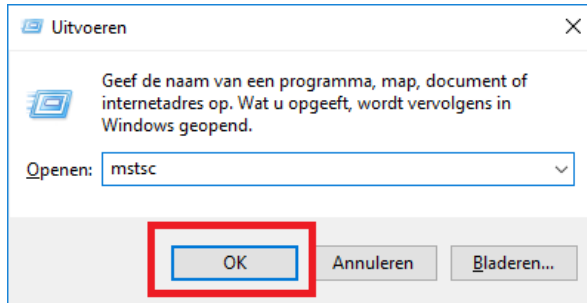 Uitvoeren
Geef de naam van een programma, map, document of
internetadres op. Wat u opgeeft, wordt vervolgens in
Windows geopend.
Openen: mstsc
OK Annuleren Bladeren...